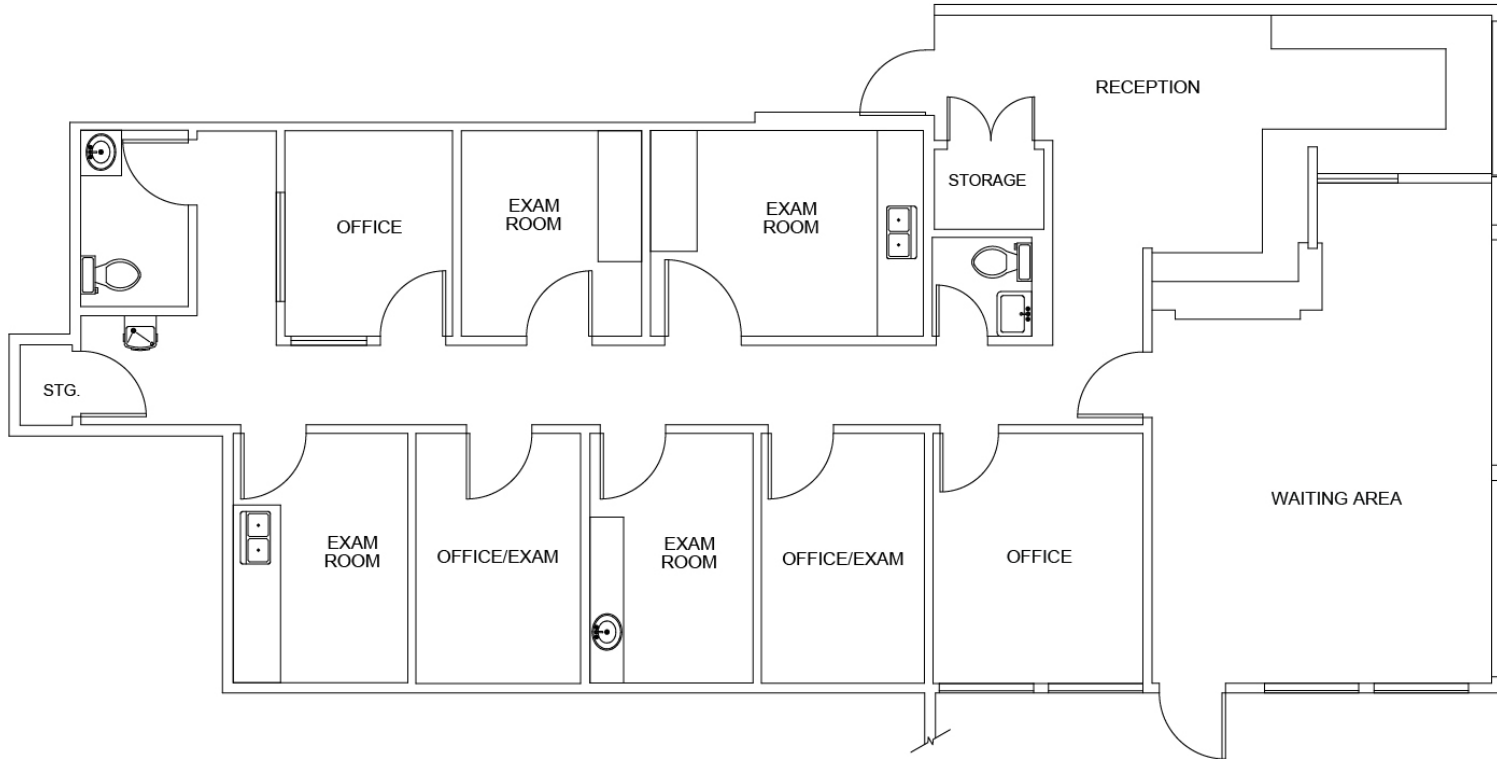 RECEPTION
STORAGE
OFFICE
EXAM
ROOM
EXAM
ROOM
STG.
EXAM
ROOM
OFFICE/EXAM
EXAM
ROOM
OFFICE/EXAM
OFFICE
WAITING AREA